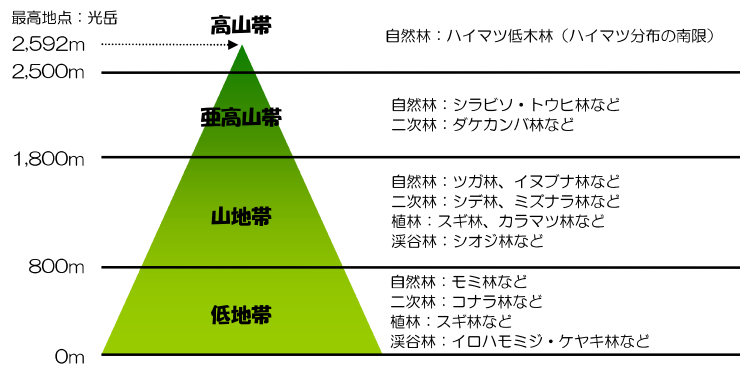 最高地点：光岳
2,592m
高山帯
自然林：ハイマツ低木林（ハイマツ分布の南限）
2,500m
亜高山帯
自然林：シラビソ・トウヒ林など
二次林：ダケカンバ林など
1,800m
山地帯
自然林：ツガ林、イヌブナ林など
二次林：シデ林、ミズナラ林など
植林：スギ林、カラマツ林など
渓谷林：シオジ林など
800m
低地帯
自然林：モミ林など
二次林：コナラ林など
植林：スギ林など
渓谷林：イロハモミジ・ケヤキ林など
0m